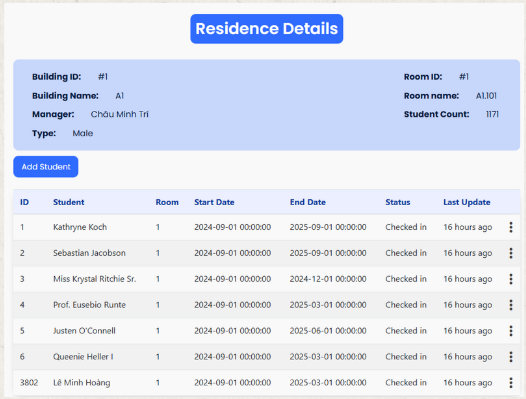 Residence Details
Building ID: #1 Room ID: #1
Building Name: A1 Room name: A1.101
Manager: Châu Minh Trí Student Count: 1171
Type: Male
Add Student
ID Student Room Start Date End Date Status Last Update
1 Kathryne Koch 1 2024-09-01 00:00:00 2025-09-01 00:00:00 Checked in 16 hours ago
2 Sebastian Jacobson 1 2024-09-01 00:00:00 2025-09-01 00:00:00 Checked in 16 hours ago
3 Miss Krystal Ritchie Sr. 1 2024-09-01 00:00:00 2024-12-01 00:00:00 Checked in 16 hours ago
4 Prof. Eusebio Runte 1 2024-09-01 00:00:00 2025-03-01 00:00:00 Checked in 16 hours ago
5 Justen O'Connell 1 2024-09-01 00:00:00 2025-06-01 00:00:00 Checked in 16 hours ago
6 Queenie Heller I 1 2024-09-01 00:00:00 2025-03-01 00:00:00 Checked in 16 hours ago
3802 Lê Minh Hoàng 1 2024-09-01 00:00:00 2025-03-01 00:00:00 Checked in 16 hours ago